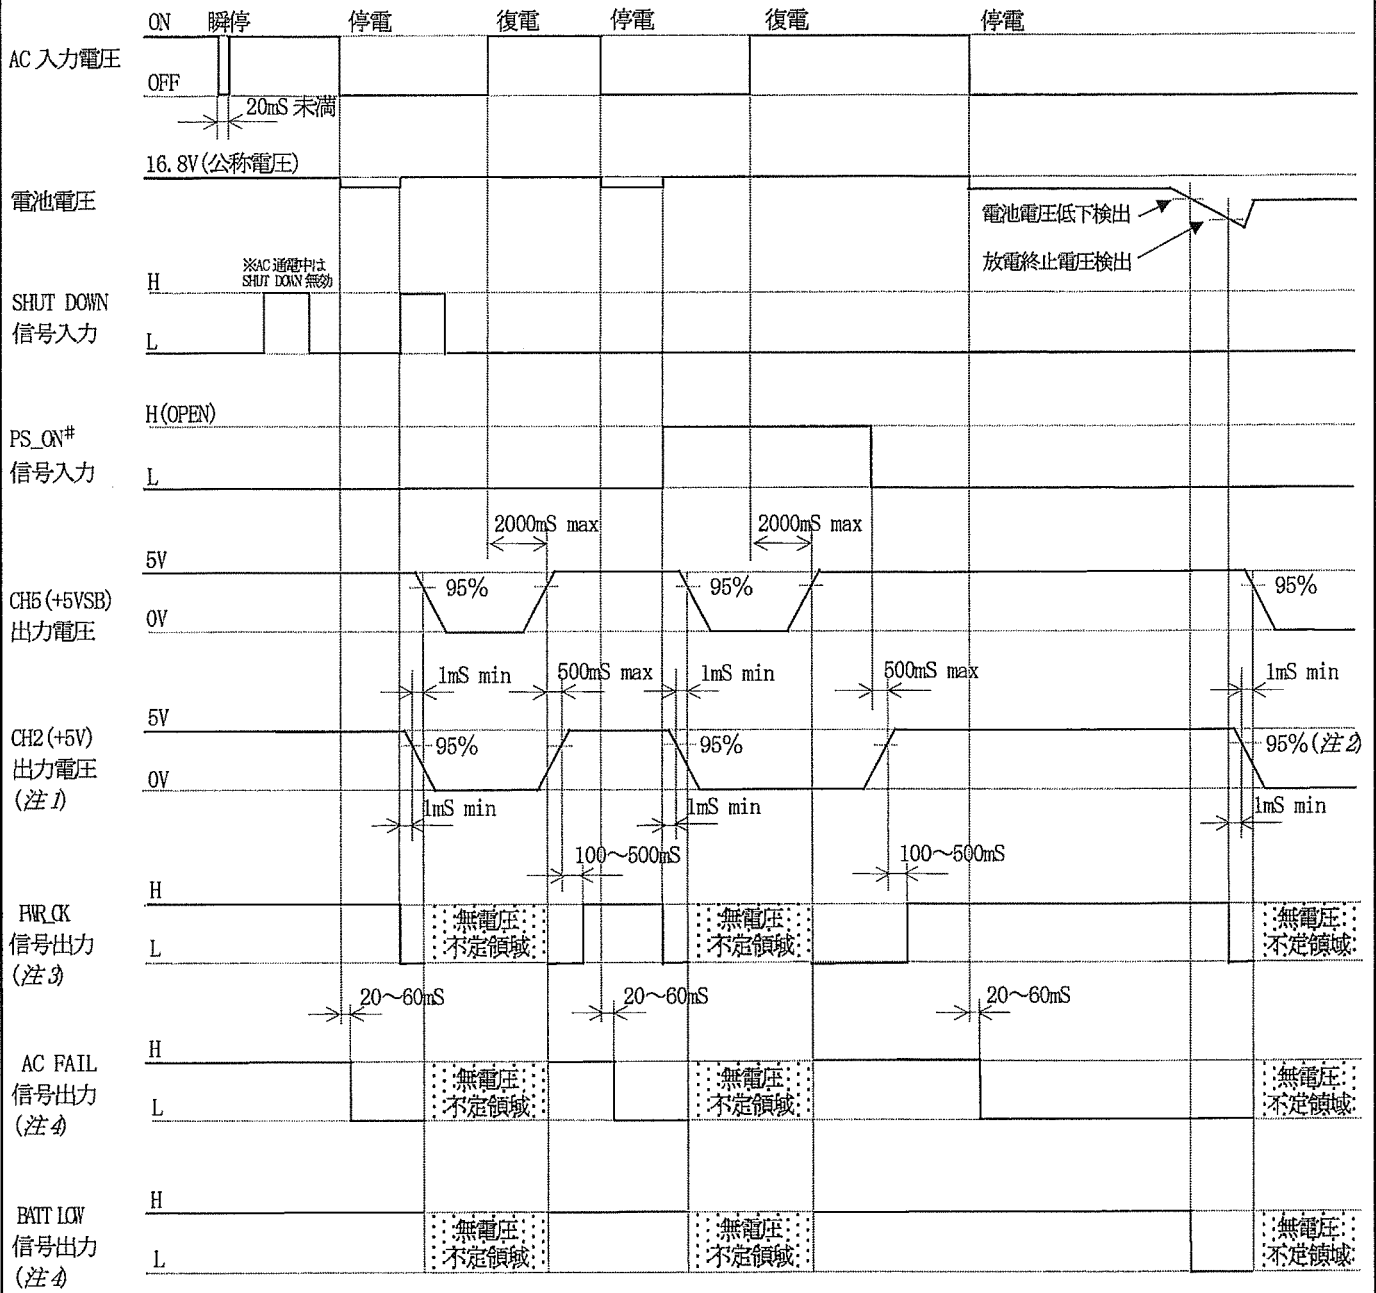 ON 瞬停 停電 復電 停電 復電 停電
AC 入力電圧
OFF
20mS 未満
16.8V(公称電圧)
電池電圧
電池電圧低下検出
放電終止電圧検出
※AC 通電中は
SHUT DOWN 無効
H
SHUT DOWN
信号入力
L
H(OPEN)
PS_ON#
信号入力
L
2000mS max 2000mS max
5V
95% 95% 95%
CH5(+5VSB)
出力電圧
0V
1mS min 500mS max 1mS min 500mS max 1mS min
5V
CH2(+5V)
出力電圧
(注1)
95% 95% 95%(注2)
0V
1mS min 1mS min 1mS min
100～500mS 100～500mS
H
PWR_OK
信号出力
(注3)
L
無電圧 無電圧 無電圧
不定領域 不定領域 不定領域
20～60mS 20～60mS 20～60mS
H
AC FAIL
信号出力
(注4)
L
無電圧 無電圧 無電圧
不定領域 不定領域 不定領域
H
BATT LOW
信号出力
(注4)
L
無電圧 無電圧 無電圧
不定領域 不定領域 不定領域